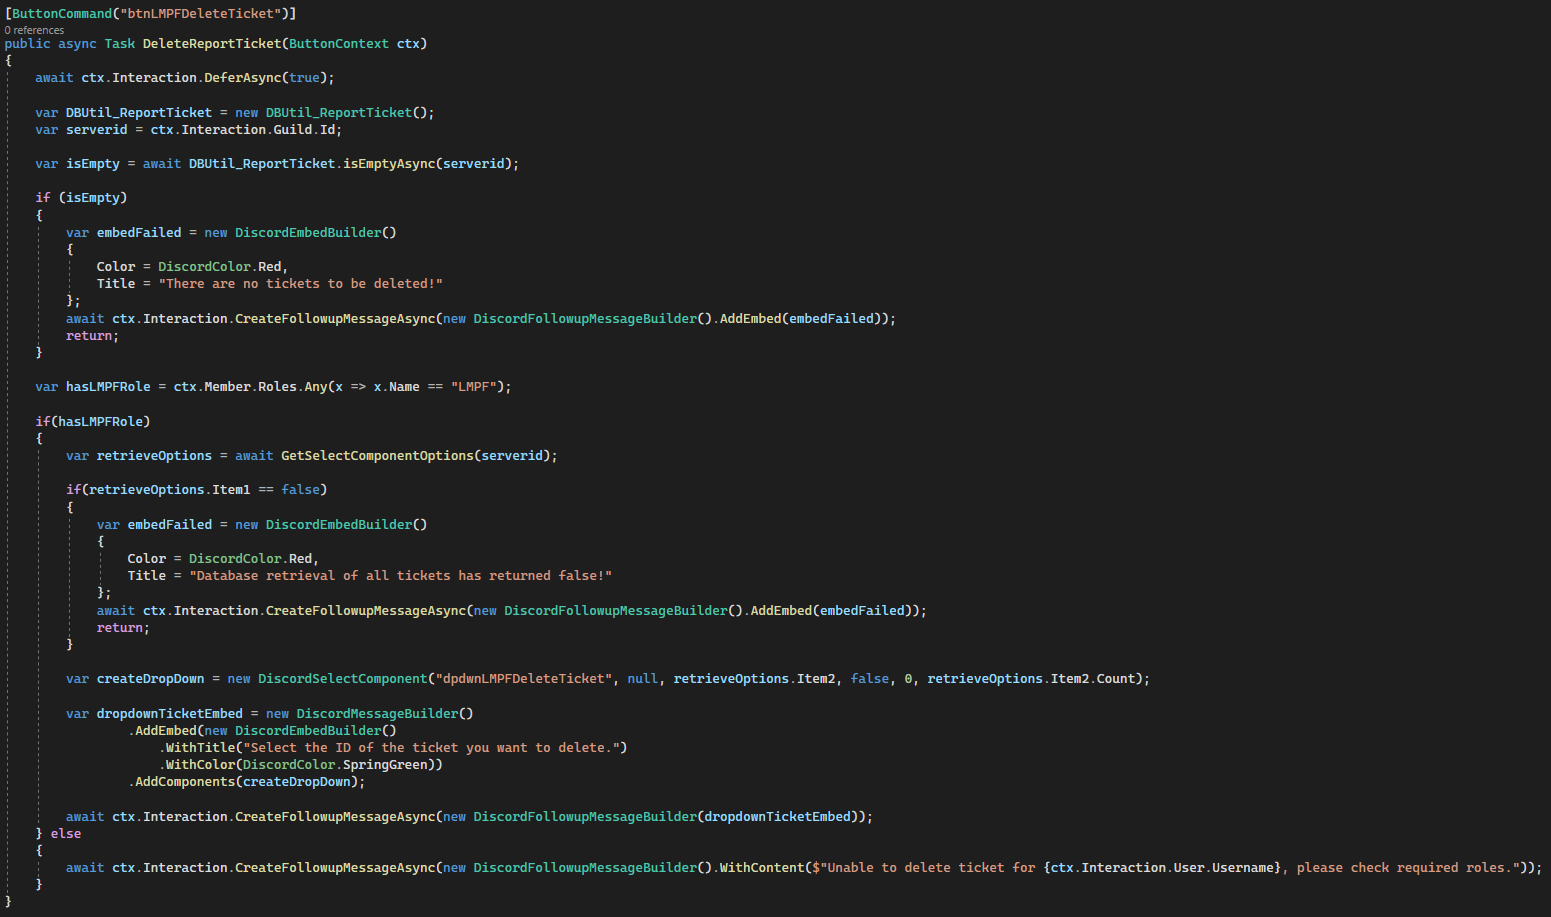 [ButtonCommand("btnLMPFDeleteTicket")]
0 references
public async Task DeleteReportTicket(ButtonContext ctx)
{
    await ctx.Interaction.DeferAsync(true);

    var DBUtil_ReportTicket = new DBUtil_ReportTicket();
    var serverid = ctx.Interaction.Guild.Id;

    var isEmpty = await DBUtil_ReportTicket.isEmptyAsync(serverid);

    if (isEmpty)
    {
        var embedFailed = new DiscordEmbedBuilder()
        {
            Color = DiscordColor.Red,
            Title = "There are no tickets to be deleted!"
        };
        await ctx.Interaction.CreateFollowupMessageAsync(new DiscordFollowupMessageBuilder().AddEmbed(embedFailed));
        return;
    }

    var hasLMPFRole = ctx.Member.Roles.Any(x => x.Name == "LMPF");

    if(hasLMPFRole)
    {
        var retrieveOptions = await GetSelectComponentOptions(serverid);

        if(retrieveOptions.Item1 == false)
        {
            var embedFailed = new DiscordEmbedBuilder()
            {
                Color = DiscordColor.Red,
                Title = "Database retrieval of all tickets has returned false!"
            };
            await ctx.Interaction.CreateFollowupMessageAsync(new DiscordFollowupMessageBuilder().AddEmbed(embedFailed));
            return;
        }

        var createDropDown = new DiscordSelectComponent("dpdwnLMPFDeleteTicket", null, retrieveOptions.Item2, false, 0, retrieveOptions.Item2.Count);

        var dropdownTicketEmbed = new DiscordMessageBuilder()
                .AddEmbed(new DiscordEmbedBuilder()
                    .WithTitle("Select the ID of the ticket you want to delete.")
                    .WithColor(DiscordColor.SpringGreen))
                .AddComponents(createDropDown);

        await ctx.Interaction.CreateFollowupMessageAsync(new DiscordFollowupMessageBuilder(dropdownTicketEmbed));
    } else
    {
        await ctx.Interaction.CreateFollowupMessageAsync(new DiscordFollowupMessageBuilder().WithContent($"Unable to delete ticket for {ctx.Interaction.User.Username}, please check required roles."));
    }
}